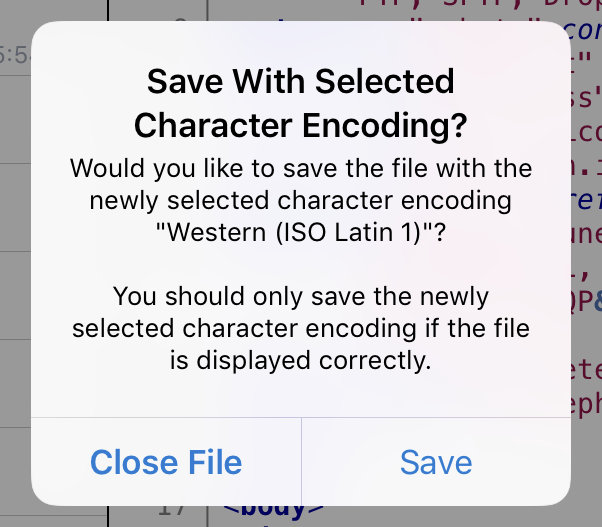 Save With Selected
Character Encoding?
Would you like to save the file with the
newly selected character encoding
"Western (ISO Latin 1)"?
You should only save the newly
selected character encoding if the file
is displayed correctly.
Close File
Save
17
<body>